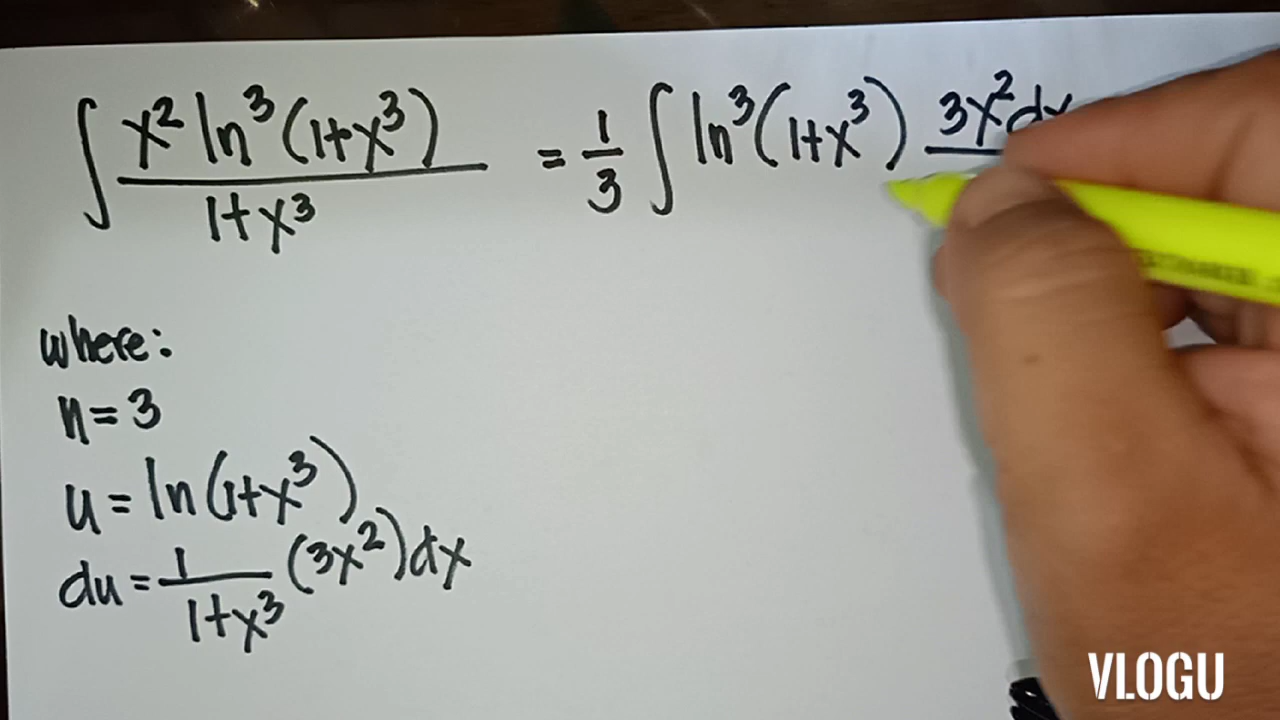 ∫ x² ln³(1+x³) / 1+x³ = 1/3 ∫ ln³(1+x³) 3x²dx
where:
n=3
u=ln(1+x³)
du= 1/1+x³ (3x²)dx
VLOGU